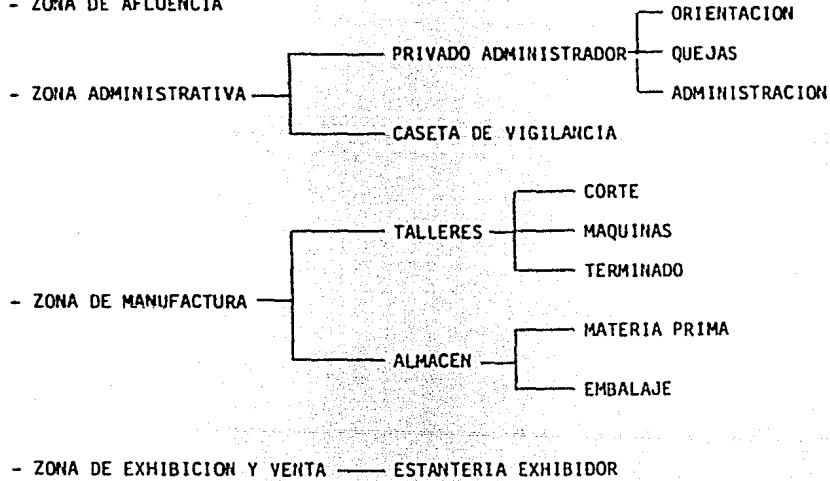 - ZONA DE AFLUENCIA
ORIENTACION
PRIVADO ADMINISTRADOR
QUEJAS
- ZONA ADMINISTRATIVA
ADMINISTRACION
CASETA DE VIGILANCIA
CORTE
TALLERES
MAQUINAS
TERMINADO
- ZONA DE MANUFACTURA
MATERIA PRIMA
ALMACEN
EMBALAJE
- ZONA DE EXHIBICION Y VENTA
ESTANTERIA EXHIBIDOR